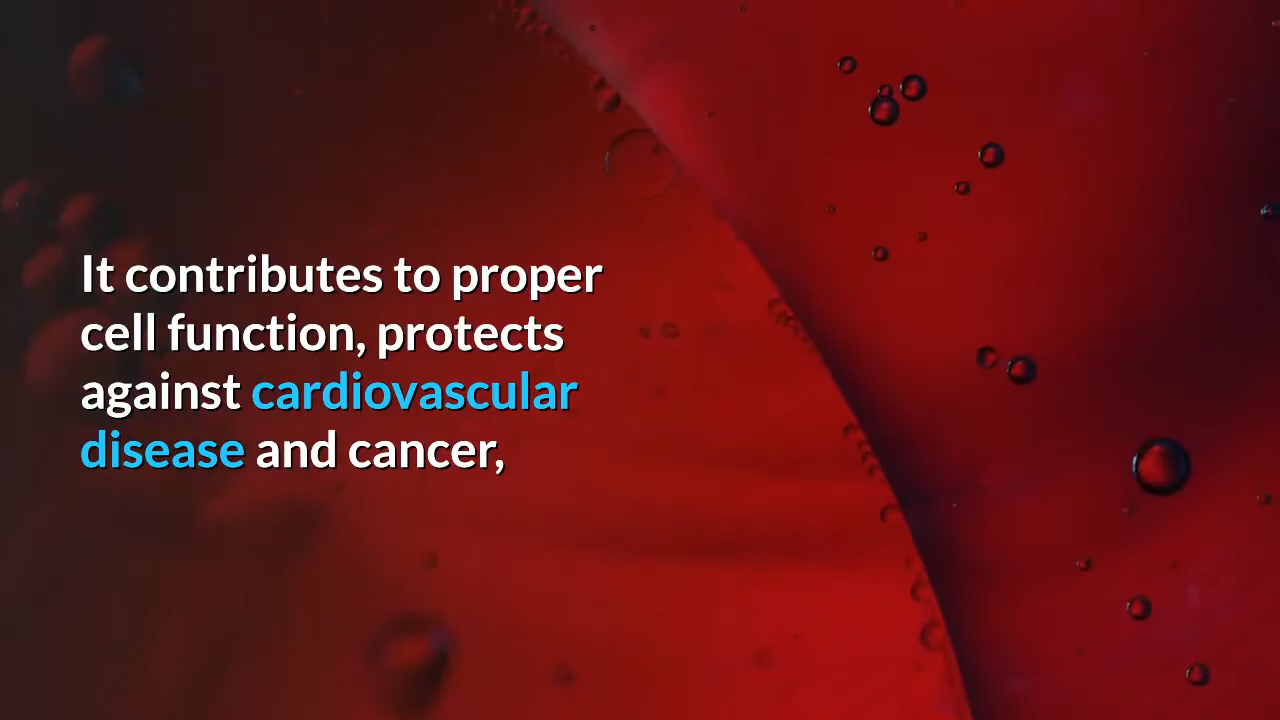 It contributes to proper
cell function, protects
against cardiovascular
disease and cancer,